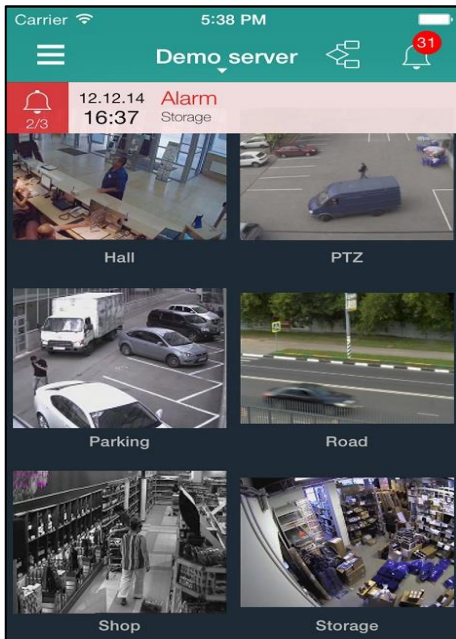 Carrier 5:38 PM
Demo server
31
12.12.14 Alarm
2/3 16:37 Storage
Hall PTZ
Parking Road
Shop Storage